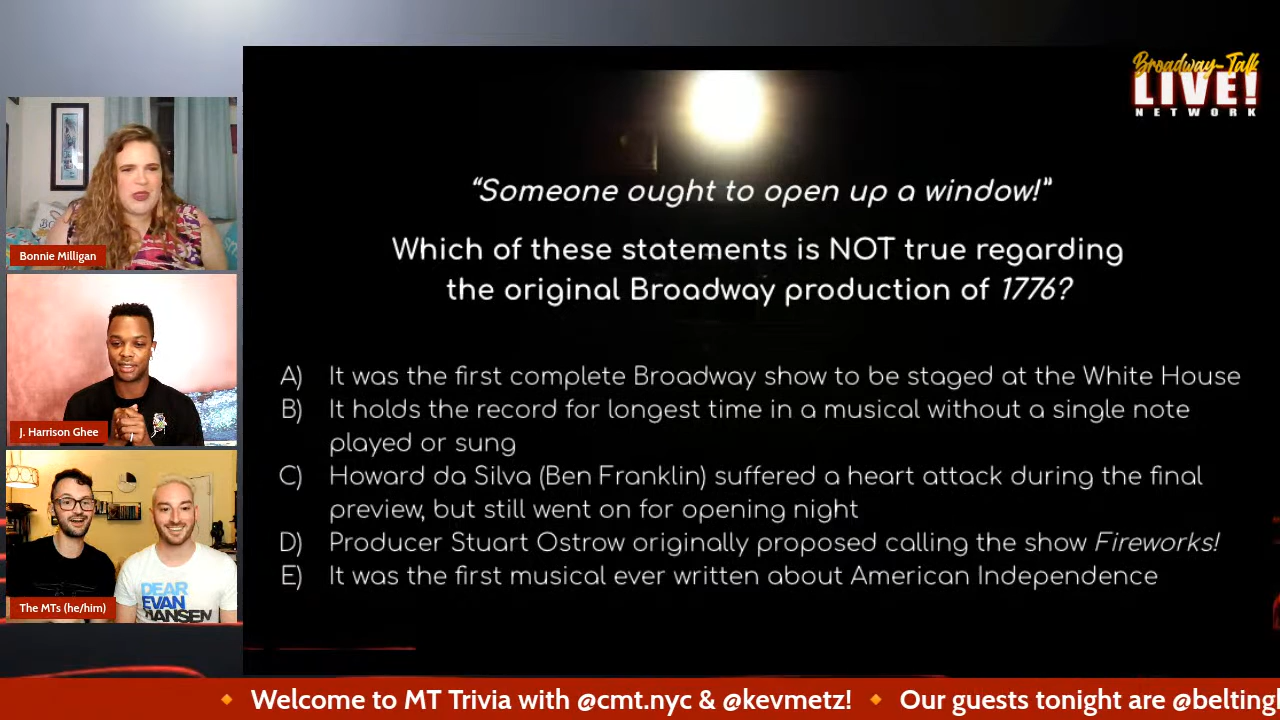 Broadway-Talk
LIVE!
NETWORK
"Someone ought to open up a window!"
Which of these statements is NOT true regarding
the original Broadway production of 1776?
A) It was the first complete Broadway show to be staged at the White House
B) It holds the record for longest time in a musical without a single note
played or sung
C) Howard da Silva (Ben Franklin) suffered a heart attack during the final
preview, but still went on for opening night
D) Producer Stuart Ostrow originally proposed calling the show Fireworks!
E) It was the first musical ever written about American Independence
Bonnie Milligan
J. Harrison Ghee
DEAR
EVAN
HANSEN
The MTs (he/him)
🔸 Welcome to MT Trivia with @cmt.nyc & @kevmetz! 🔸 Our guests tonight are @belting